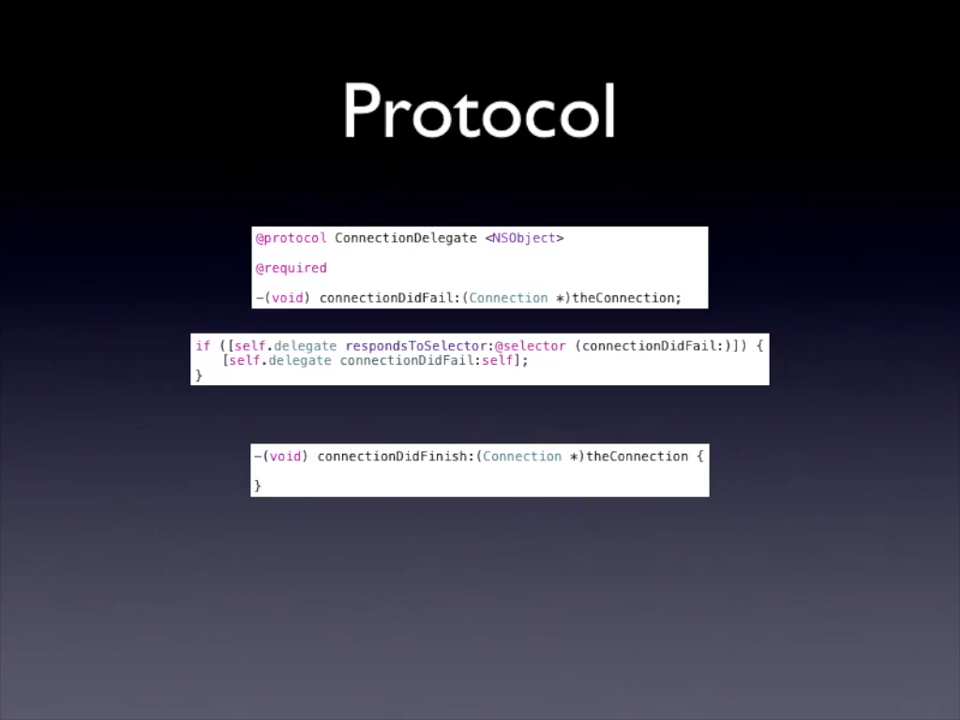 Protocol
@protocol ConnectionDelegate <NSObject>
@required
-(void) connectionDidFail:(Connection *)theConnection;
if ([self.delegate respondsToSelector:@selector (connectionDidFail:)]) {
[self.delegate connectionDidFail:self];
}
-(void) connectionDidFinish:(Connection *)theConnection {
}